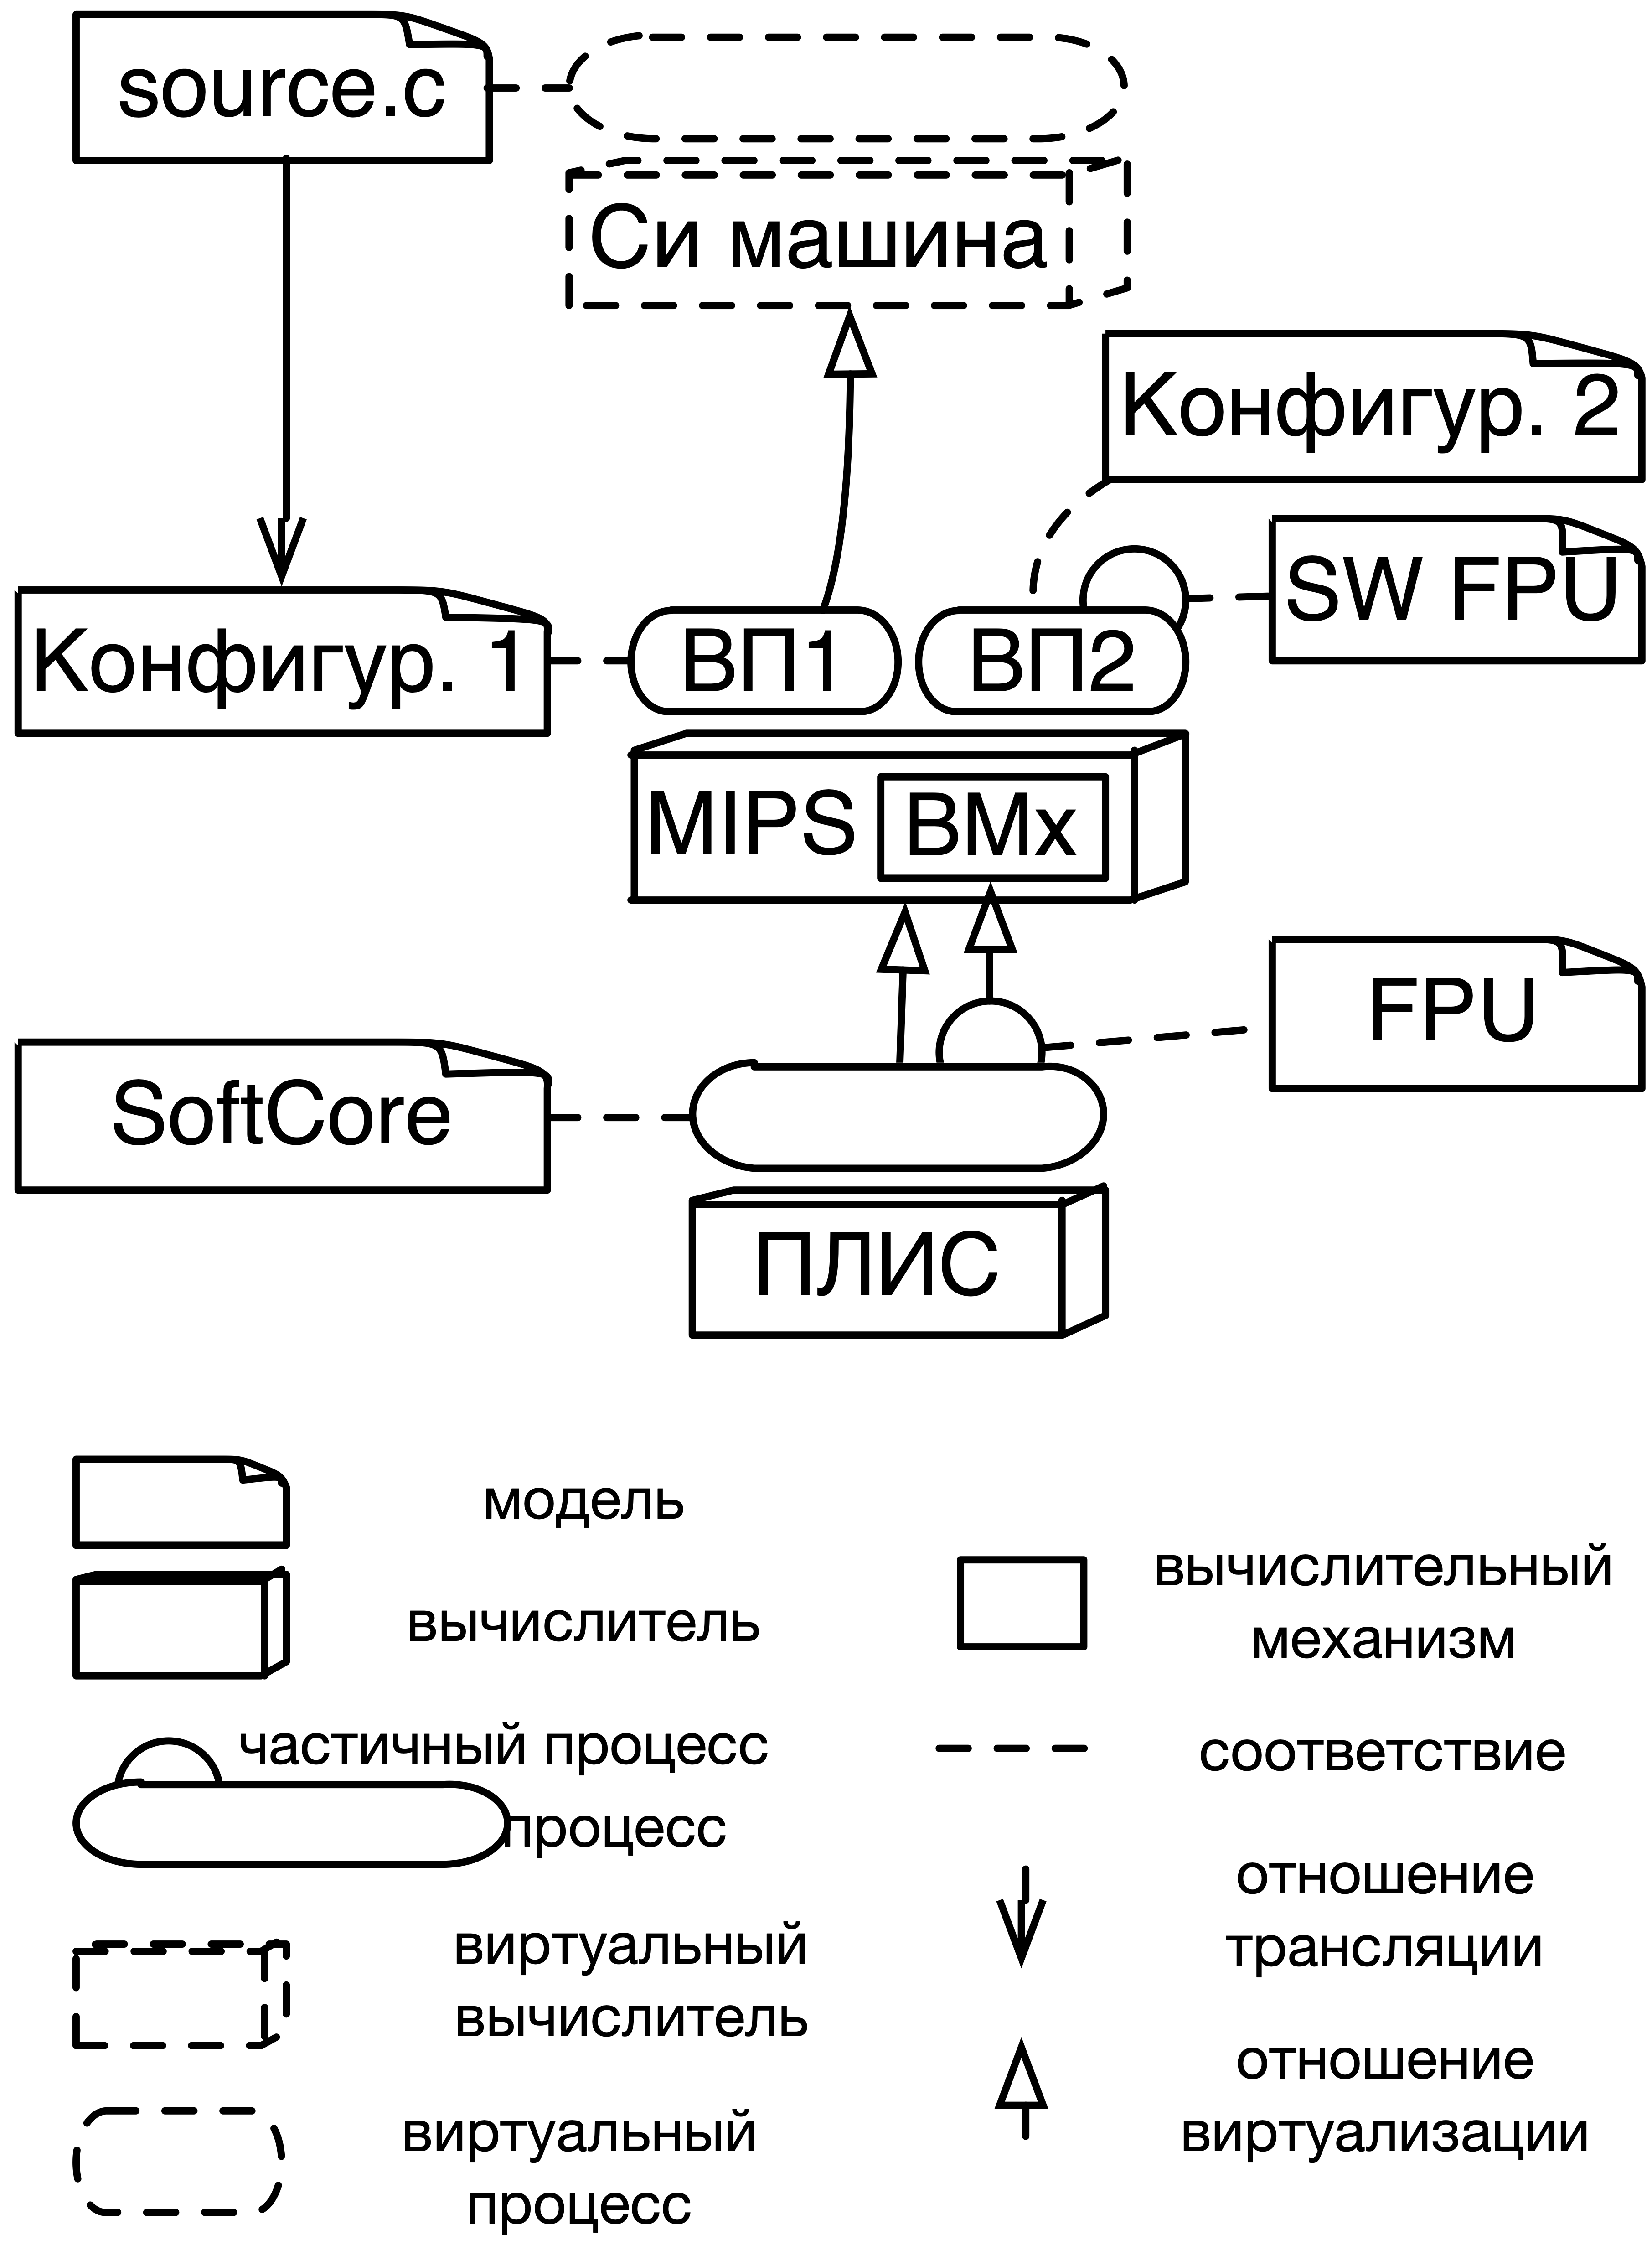 source.c
Си машина
Конфигур. 2
SW FPU
Конфигур. 1
ВП1
ВП2
MIPS
ВМх
FPU
SoftCore
ПЛИС
модель
вычислитель
частичный процесс
процесс
виртуальный
вычислитель
виртуальный
процесс
вычислительный
механизм
соответствие
отношение
трансляции
отношение
виртуализации